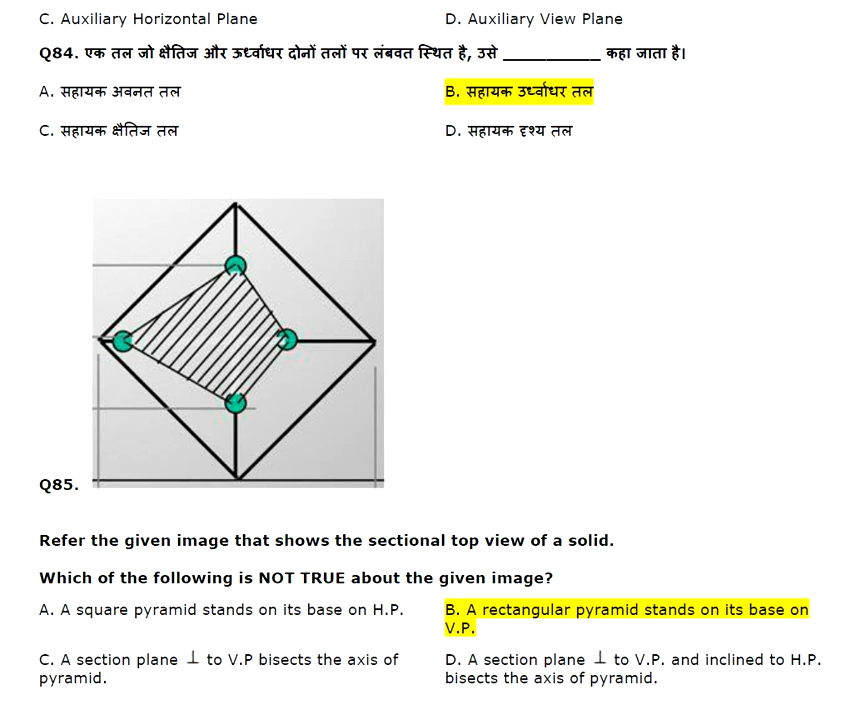 C. Auxiliary Horizontal Plane D. Auxiliary View Plane
Q84. एक तल जो क्षैतिज और ऊर्ध्वाधर दोनों तलों पर लंबवत स्थित है, उसे ____________ कहा जाता है।
A. सहायक अवनत तल B. सहायक उर्ध्वाधर तल
C. सहायक क्षैतिज तल D. सहायक दृश्य तल
Q85.
Refer the given image that shows the sectional top view of a solid.
Which of the following is NOT TRUE about the given image?
A. A square pyramid stands on its base on H.P. B. A rectangular pyramid stands on its base on
V.P.
C. A section plane ⊥ to V.P bisects the axis of D. A section plane ⊥ to V.P. and inclined to H.P.
pyramid. bisects the axis of pyramid.